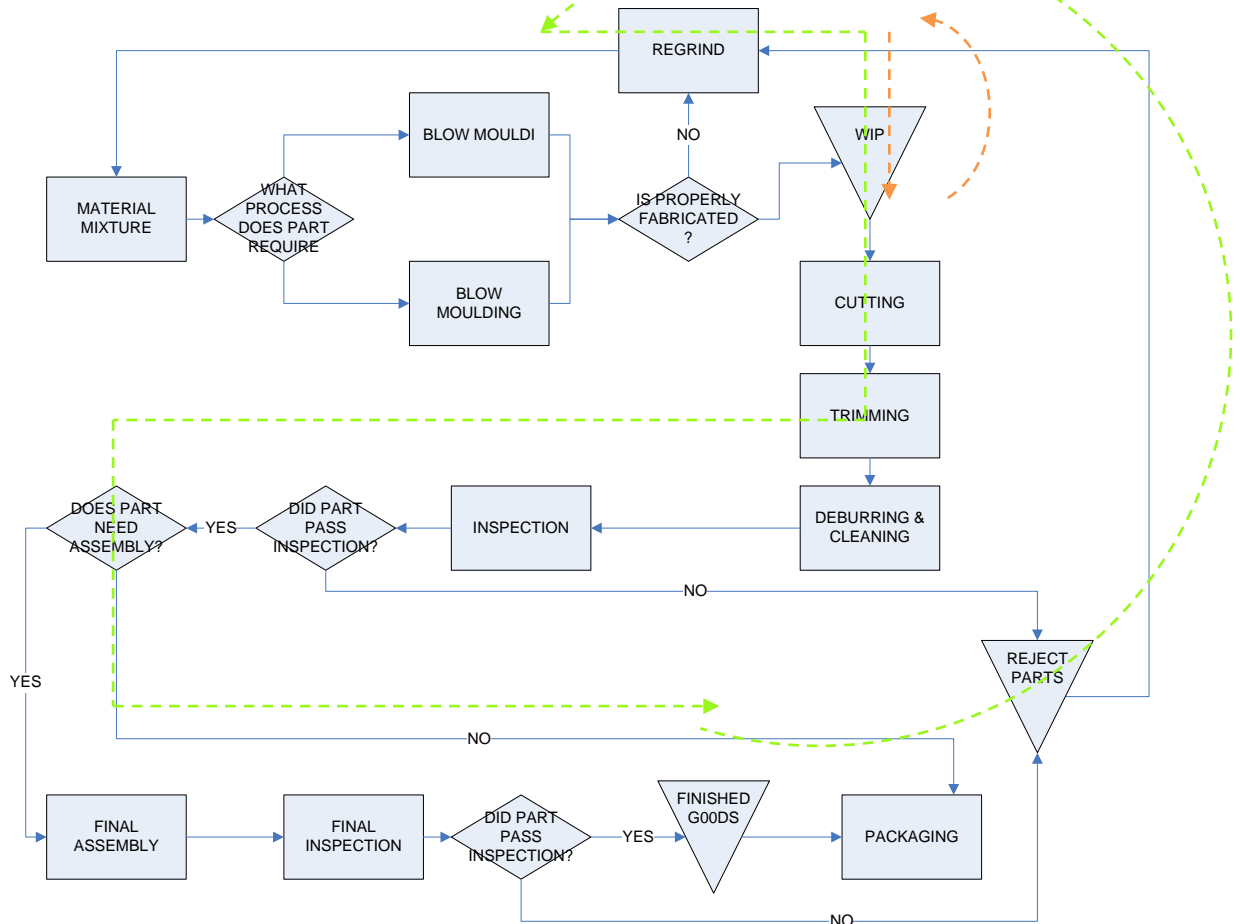 REGRIND
BLOW MOULDI
NO
WIP
MATERIAL
MIXTURE
WHAT
PROCESS
DOES PART
REQUIRE
IS PROPERLY
FABRICATED
?
BLOW
MOULDING
CUTTING
TRIMMING
DOES PART
NEED
ASSEMBLY?
YES
DID PART
PASS
INSPECTION?
INSPECTION
DEBURRING &
CLEANING
NO
REJECT
PARTS
YES
NO
FINAL
ASSEMBLY
FINAL
INSPECTION
DID PART
PASS
INSPECTION?
YES
FINISHED
G00DS
PACKAGING
NO